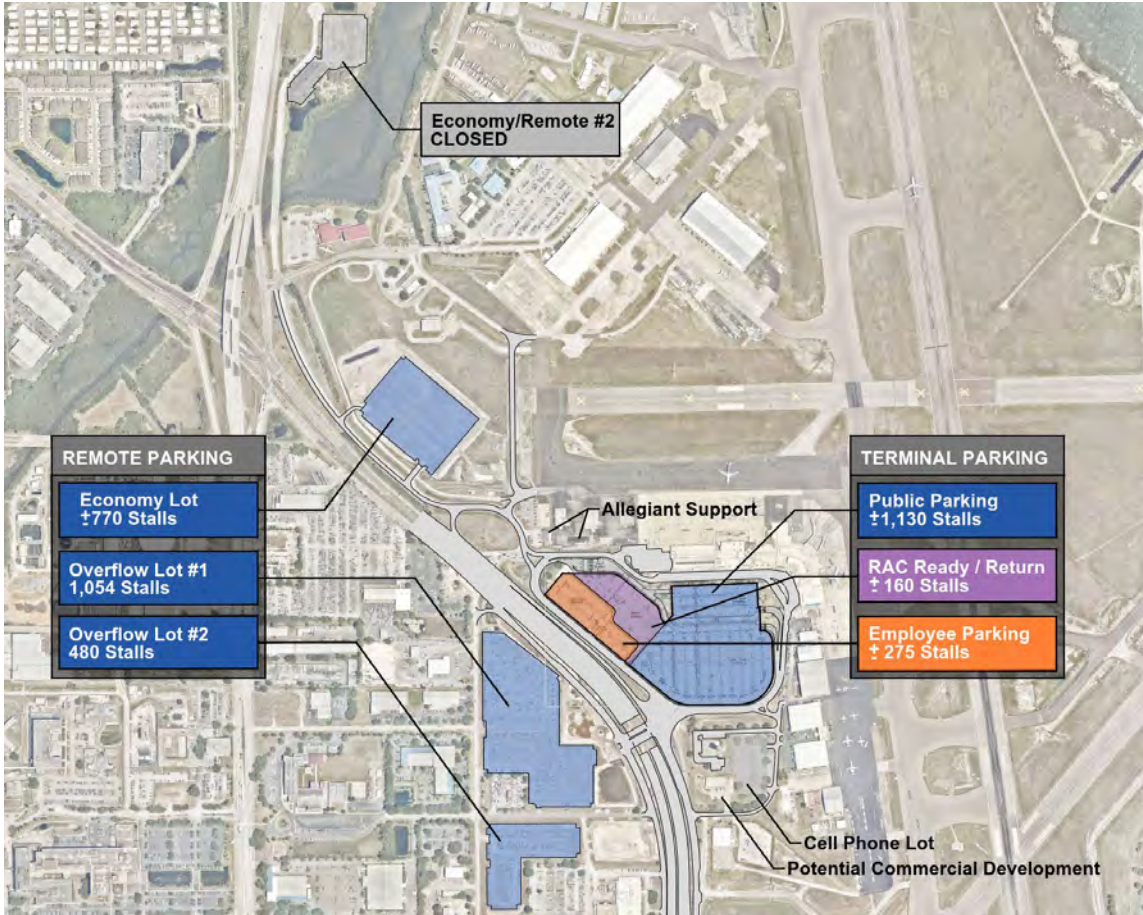 Economy/Remote #2
CLOSED
REMOTE PARKING
Economy Lot
±770 Stalls
Overflow Lot #1
1,054 Stalls
Overflow Lot #2
480 Stalls
Allegiant Support
TERMINAL PARKING
Public Parking
±1,130 Stalls
RAC Ready / Return
± 160 Stalls
Employee Parking
± 275 Stalls
Cell Phone Lot
Potential Commercial Development